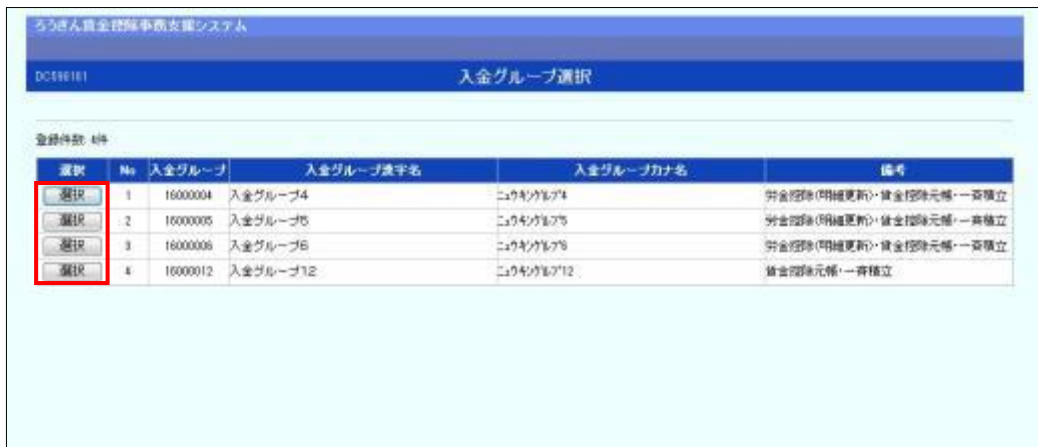 ろうきん賃金控除事務支援システム
DCS90101
入金グループ選択
登録件数 4件
選択 No 入金グループ 入金グループ漢字名 入金グループカナ名 備考
選択 1 16000004 入金グループ4 ニュウキングループ4 労金控除(明細更新)・賃金控除元帳・一斉積立
選択 2 16000005 入金グループ5 ニュウキングループ5 労金控除(明細更新)・賃金控除元帳・一斉積立
選択 3 16000006 入金グループ6 ニュウキングループ6 労金控除(明細更新)・賃金控除元帳・一斉積立
選択 4 16000012 入金グループ12 ニュウキングループ12 賃金控除元帳・一斉積立